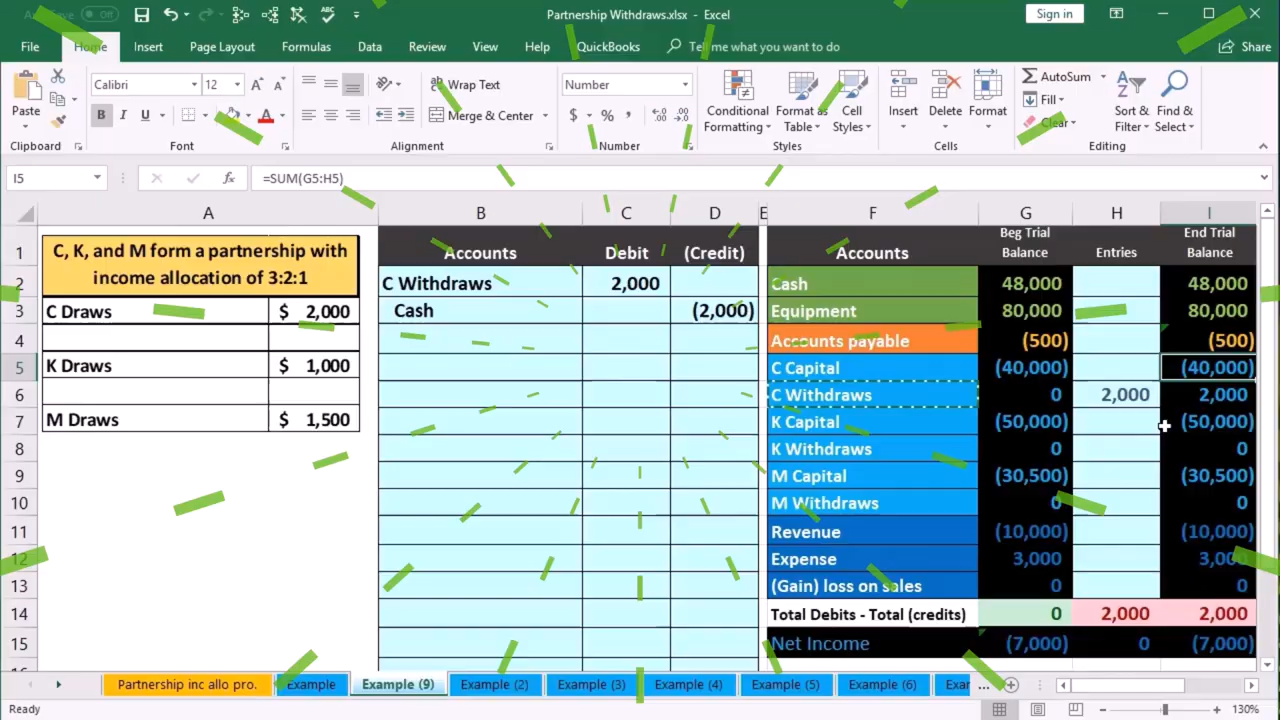 AutoSave Off Partnership Withdraws.xlsx - Excel Sign in
File Home Insert Page Layout Formulas Data Review View Help QuickBooks Tell me what you want to do Share
Paste Calibri 12 Wrap Text Number Conditional Format as Cell Insert Delete Format AutoSum Sort & Find &
Formatting Table Styles Filter Select
B I U A Merge & Center $ % , Fill
Clear
Clipboard Font Alignment Number Styles Cells Editing
I5 fx =SUM(G5:H5)
A B C D E F G H I
1 C, K, and M form a partnership with Accounts Debit (Credit) Accounts Beg Trial Entries End Trial
income allocation of 3:2:1 Balance Balance
2 C Withdraws 2,000 Cash 48,000 48,000
3 C Draws $ 2,000 Cash (2,000) Equipment 80,000 80,000
4 Accounts payable (500) (500)
5 K Draws $ 1,000 C Capital (40,000) (40,000)
6 C Withdraws 0 2,000 2,000
7 M Draws $ 1,500 K Capital (50,000) (50,000)
8 K Withdraws 0 0
9 M Capital (30,500) (30,500)
10 M Withdraws 0 0
11 Revenue (10,000) (10,000)
12 Expense 3,000 3,000
13 (Gain) loss on sales 0 0
14 Total Debits - Total (credits) 0 2,000 2,000
15 Net Income (7,000) 0 (7,000)
Partnership inc allo pro. Example Example (9) Example (2) Example (3) Example (4) Example (5) Example (6) Exar ...
Ready 130%